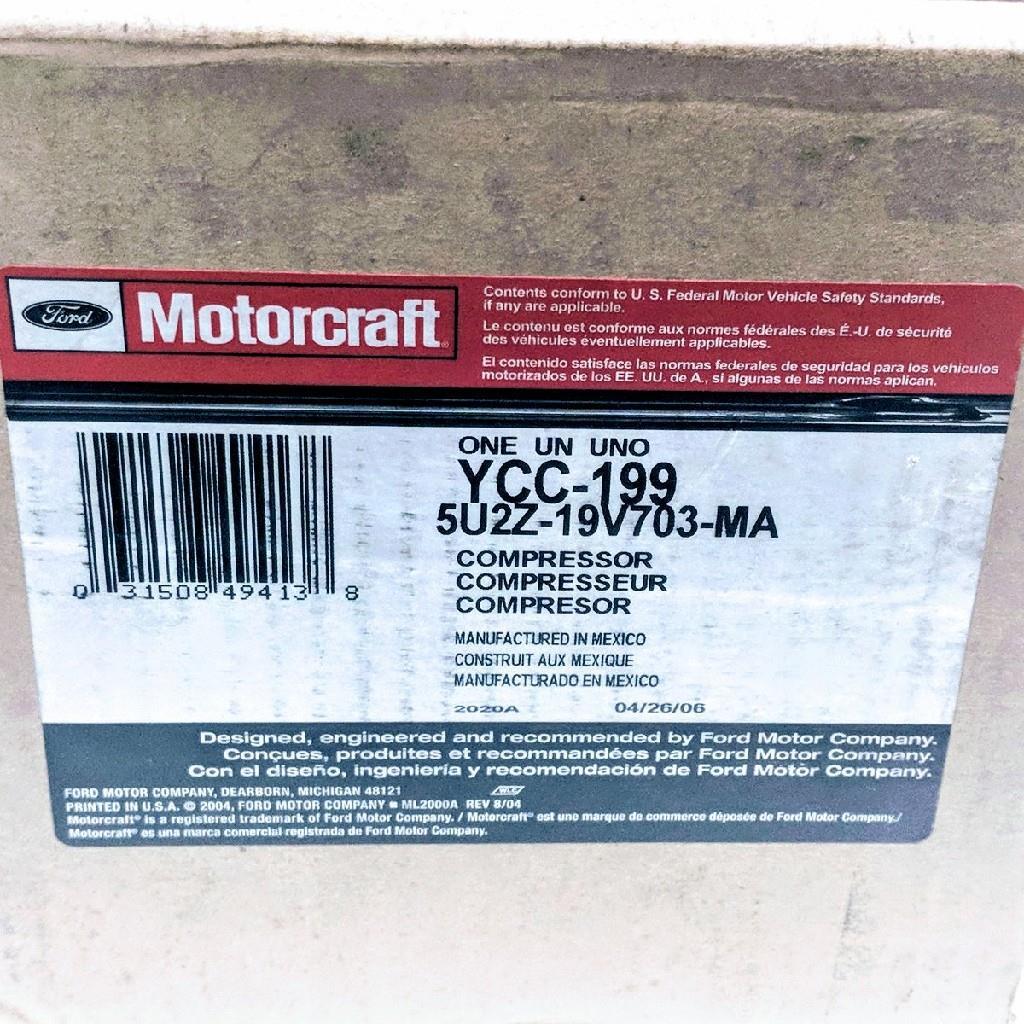 Ford
Motorcraft®
Contents conform to U. S. Federal Motor Vehicle Safety Standards,
if any are applicable.
Le contenu est conforme aux normes fédérales des É.-U. de sécurité
des véhicules éventuellement applicables.
El contenido satisface las normas federales de seguridad para los vehículos
motorizados de los EE. UU. de A., si algunas de las normas aplican.
ONE UN UNO
YCC-199
5U2Z-19V703-MA
COMPRESSOR
COMPRESSEUR
COMPRESOR
0 31508 49413 8
MANUFACTURED IN MEXICO
CONSTRUIT AUX MEXIQUE
MANUFACTURADO EN MEXICO
2020A 04/26/06
Designed, engineered and recommended by Ford Motor Company.
Conçues, produites et recommandées par Ford Motor Company.
Con el diseño, ingeniería y recomendación de Ford Motor Company.
FORD MOTOR COMPANY, DEARBORN, MICHIGAN 48121
PRINTED IN U.S.A. © 2004, FORD MOTOR COMPANY ML2000A REV 8/04
Motorcraft® is a registered trademark of Ford Motor Company. / Motorcraft® est une marque de commerce déposée de Ford Motor Company./
Motorcraft® es una marca comercial registrada de Ford Motor Company.